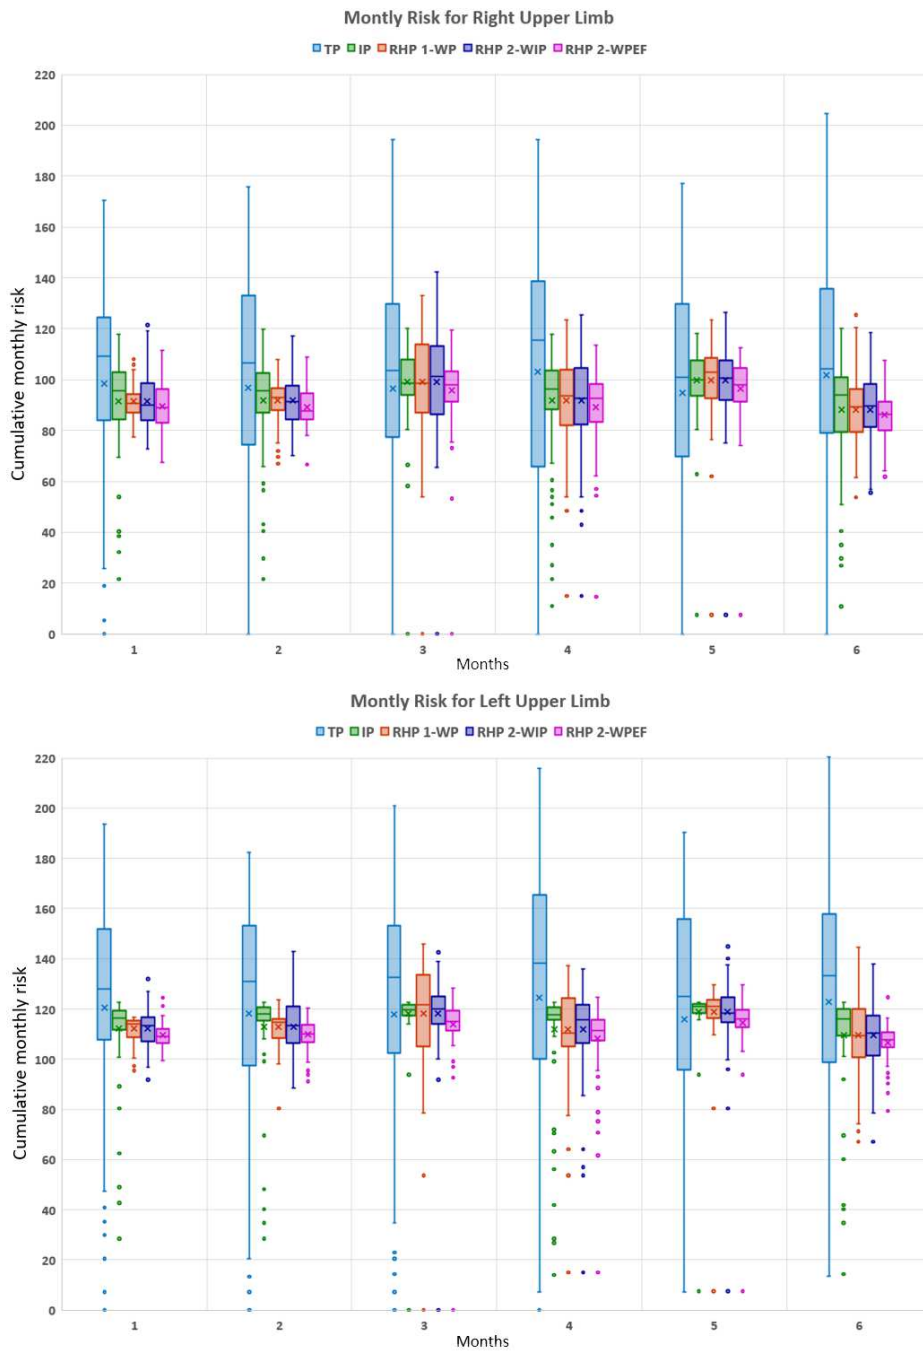 Montly Risk for Right Upper Limb
TP IP RHP 1-WP RHP 2-WIP RHP 2-WPEF
220
200
180
160
140
120
100
80
60
40
20
0
Cumulative monthly risk
1 2 3 4 5 6
Months
Montly Risk for Left Upper Limb
TP IP RHP 1-WP RHP 2-WIP RHP 2-WPEF
220
200
180
160
140
120
100
80
60
40
20
0
Cumulative monthly risk
1 2 3 4 5 6
Months